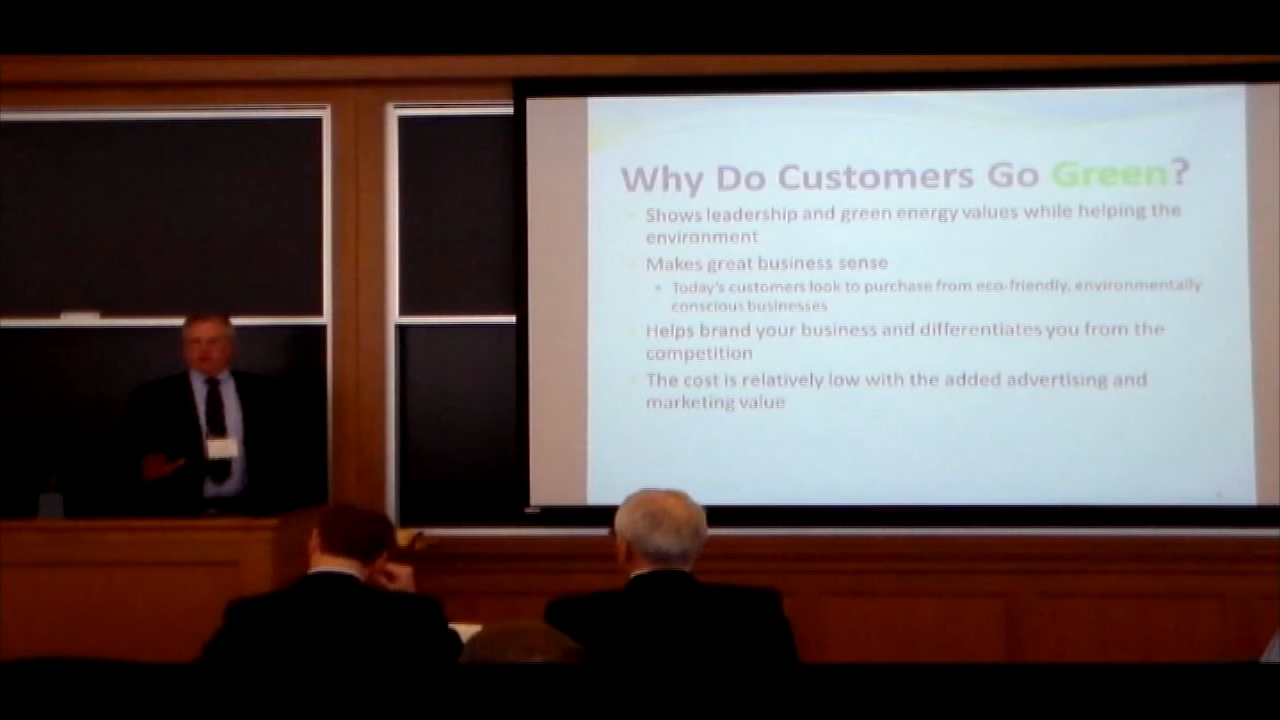 Why Do Customers Go Green?
Shows leadership and green energy values while helping the
environment
Makes great business sense
• Today's customers look to purchase from eco-friendly, environmentally
conscious businesses
Helps brand your business and differentiates you from the
competition
The cost is relatively low with the added advertising and
marketing value